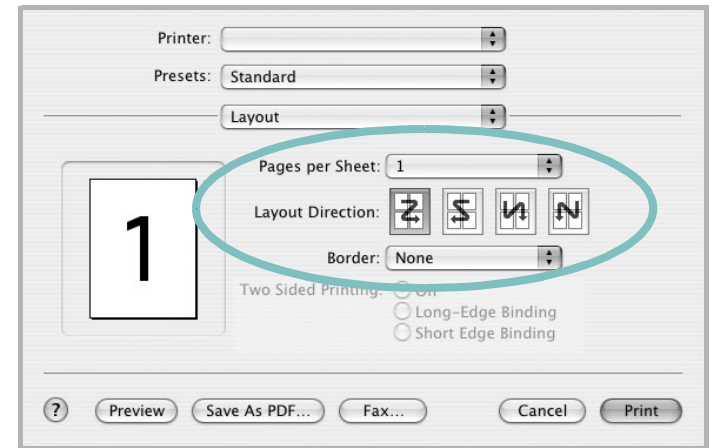 Printer:
Presets: Standard
Layout
Pages per Sheet: 1
1
Layout Direction:
Border: None
Two Sided Printing: Off
Long-Edge Binding
Short Edge Binding
? Preview Save As PDF... Fax... Cancel Print